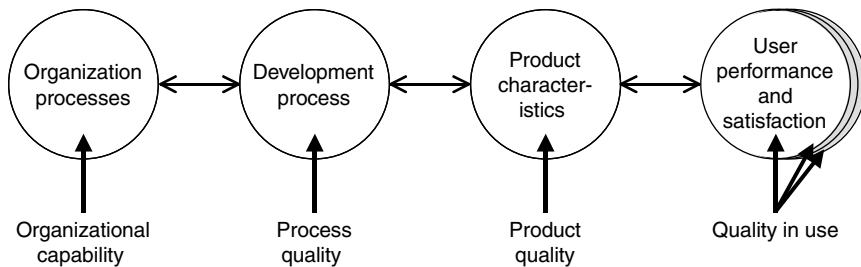 Organization
processes
Development
process
Product
character-
istics
User
performance
and
satisfaction
Organizational
capability
Process
quality
Product
quality
Quality in use